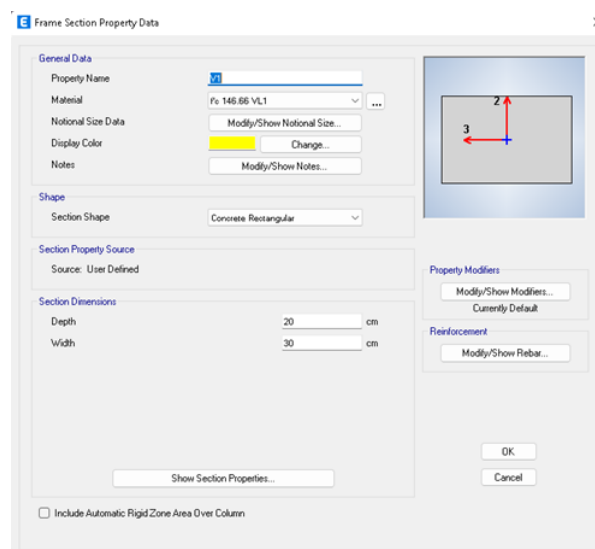 E Frame Section Property Data
General Data
Property Name V1
Material f'c 146.66 VL1 ...
Notional Size Data Modify/Show Notional Size...
Display Color Change...
Notes Modify/Show Notes...
2
3
Shape
Section Shape Concrete Rectangular
Section Property Source
Source: User Defined
Property Modifiers
Modify/Show Modifiers...
Currently Default
Section Dimensions
Depth 20 cm
Width 30 cm
Reinforcement
Modify/Show Rebar...
Show Section Properties...
OK
Cancel
Include Automatic Rigid Zone Area Over Column